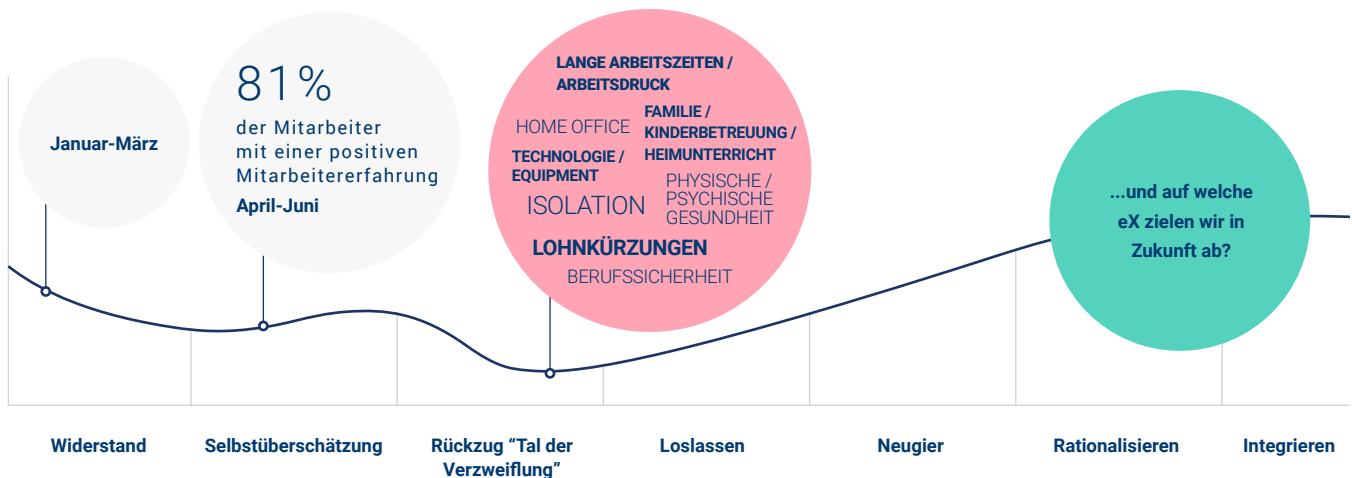 Januar-März
81%
der Mitarbeiter
mit einer positiven
Mitarbeitererfahrung
April-Juni
LANGE ARBEITSZEITEN /
ARBEITSDRUCK
HOME OFFICE
FAMILIE /
KINDERBETREUUNG /
HEIMUNTERRICHT
TECHNOLOGIE /
EQUIPMENT
ISOLATION
PHYSISCHE /
PSYCHISCHE
GESUNDHEIT
LOHNKÜRZUNGEN
BERUFSSICHERHEIT
...und auf welche
eX zielen wir in
Zukunft ab?
Widerstand
Selbstüberschätzung
Rückzug “Tal der
Verzweiflung”
Loslassen
Neugier
Rationalisieren
Integrieren